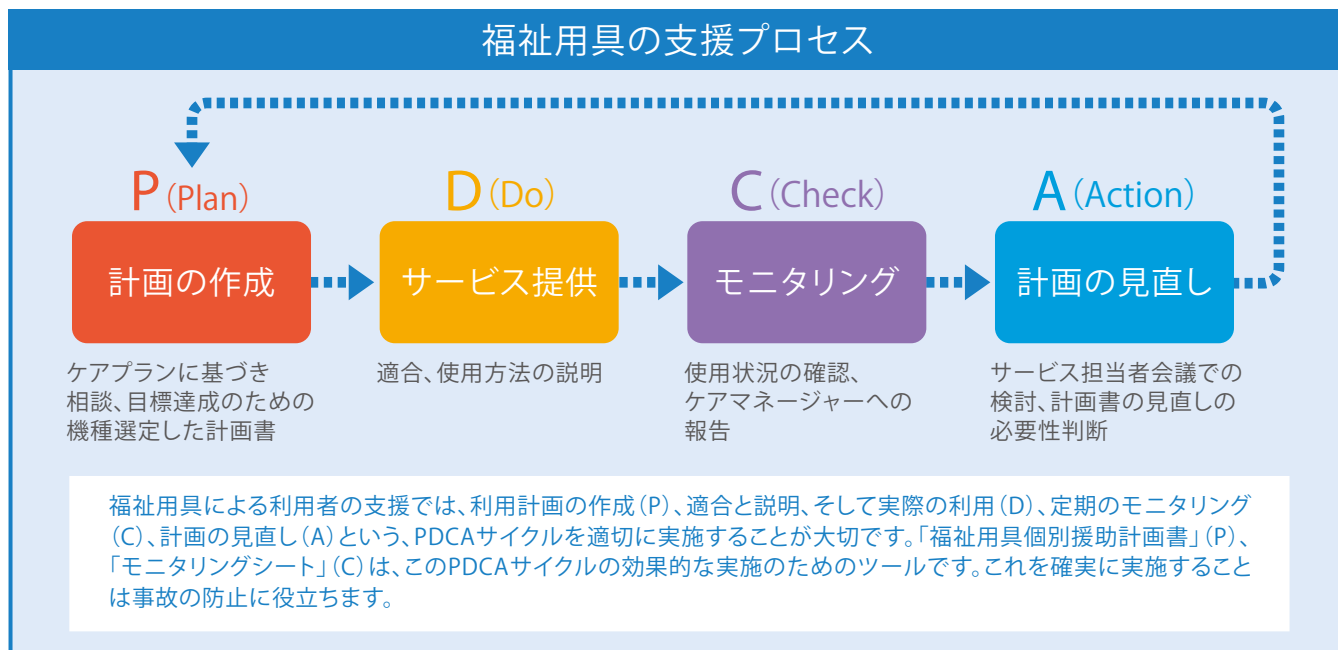 福祉用具の支援プロセス
P(Plan)
D(Do)
C(Check)
A(Action)
計画の作成
サービス提供
モニタリング
計画の見直し
ケアプランに基づき
相談、目標達成のための
機種選定した計画書
適合、使用方法の説明
使用状況の確認、
ケアマネージャーへの
報告
サービス担当者会議での
検討、計画書の見直しの
必要性判断
福祉用具による利用者の支援では、利用計画の作成(P)、適合と説明、そして実際の利用(D)、定期のモニタリング
(C)、計画の見直し(A)という、PDCAサイクルを適切に実施することが大切です。「福祉用具個別援助計画書」(P)、
「モニタリングシート」(C)は、このPDCAサイクルの効果的な実施のためのツールです。これを確実に実施すること
は事故の防止に役立ちます。